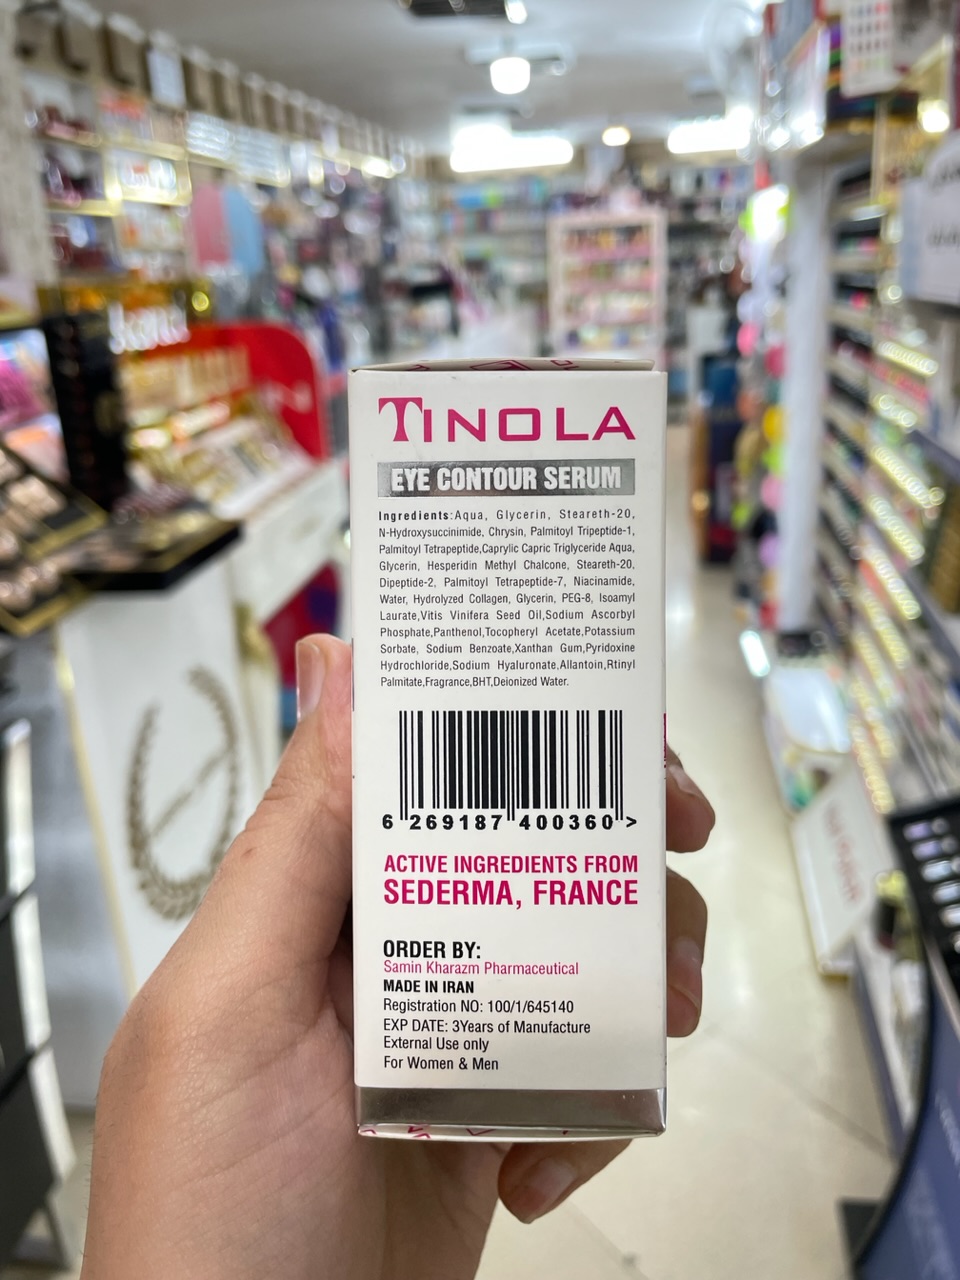 TINOLA
EYE CONTOUR SERUM
Ingredients:Aqua, Glycerin, Steareth-20,
N-Hydroxysuccinimide, Chrysin, Palmitoyl Tripeptide-1,
Palmitoyl Tetrapeptide,Caprylic Capric Triglyceride Aqua,
Glycerin, Hesperidin Methyl Chalcone, Steareth-20,
Dipeptide-2, Palmitoyl Tetrapeptide-7, Niacinamide,
Water, Hydrolyzed Collagen, Glycerin, PEG-8, Isoamyl
Laurate,Vitis Vinifera Seed Oil,Sodium Ascorbyl
Phosphate,Panthenol,Tocopheryl Acetate,Potassium
Sorbate, Sodium Benzoate,Xanthan Gum,Pyridoxine
Hydrochloride,Sodium Hyaluronate,Allantoin,Rtinyl
Palmitate,Fragrance,BHT,Deionized Water.
6 269187 400360 >
ACTIVE INGREDIENTS FROM
SEDERMA, FRANCE
ORDER BY:
Samin Kharazm Pharmaceutical
MADE IN IRAN
Registration NO: 100/1/645140
EXP DATE: 3Years of Manufacture
External Use only
For Women & Men